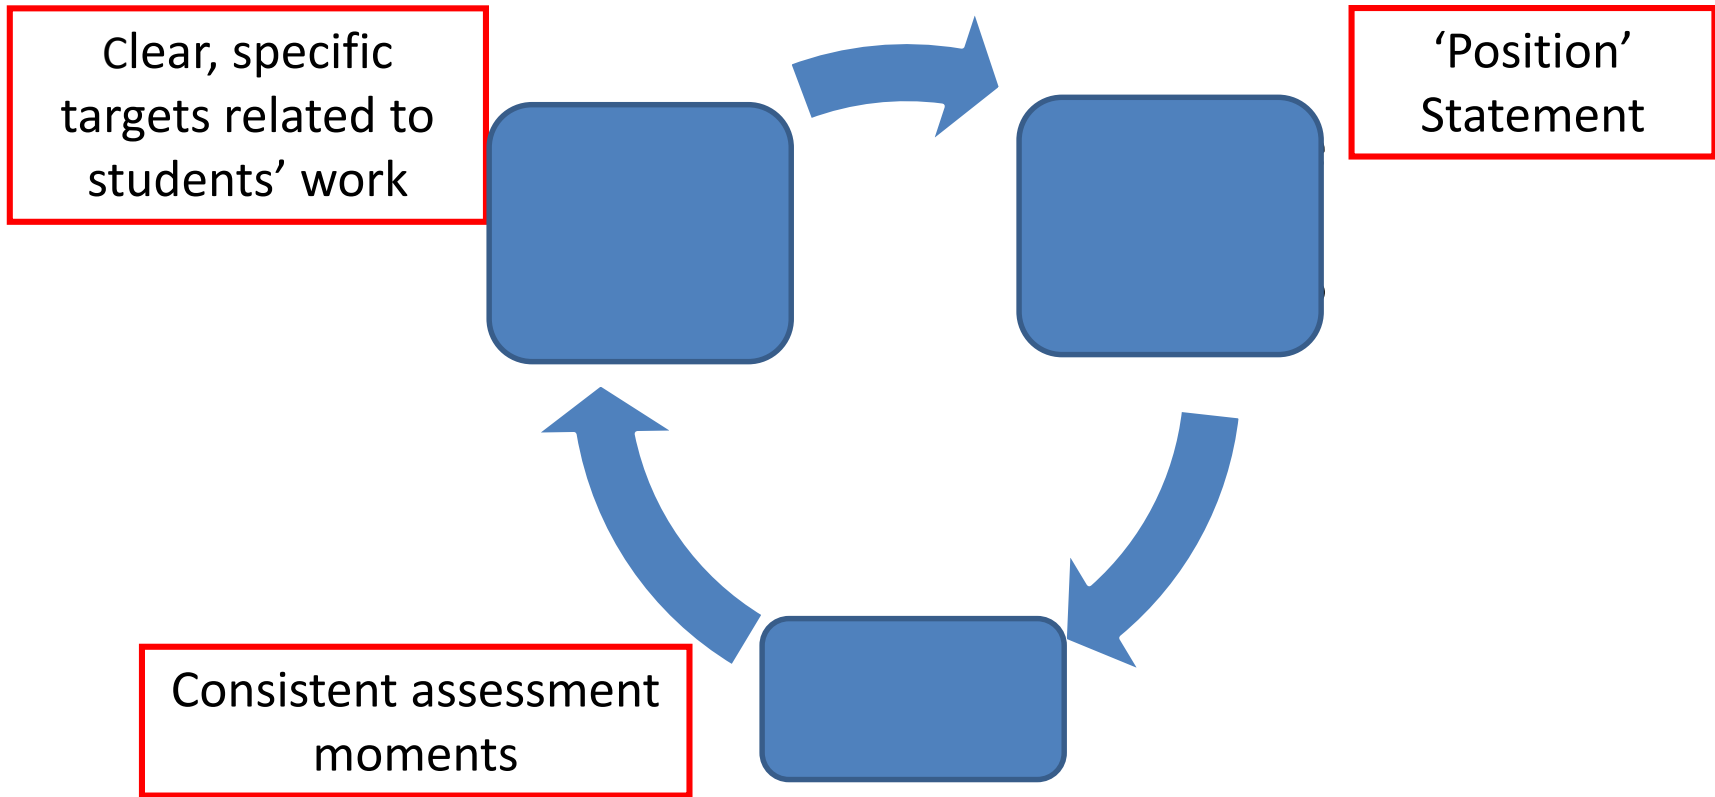 Clear, specific
targets related to
students’ work
‘Position’
Statement
Consistent assessment
moments